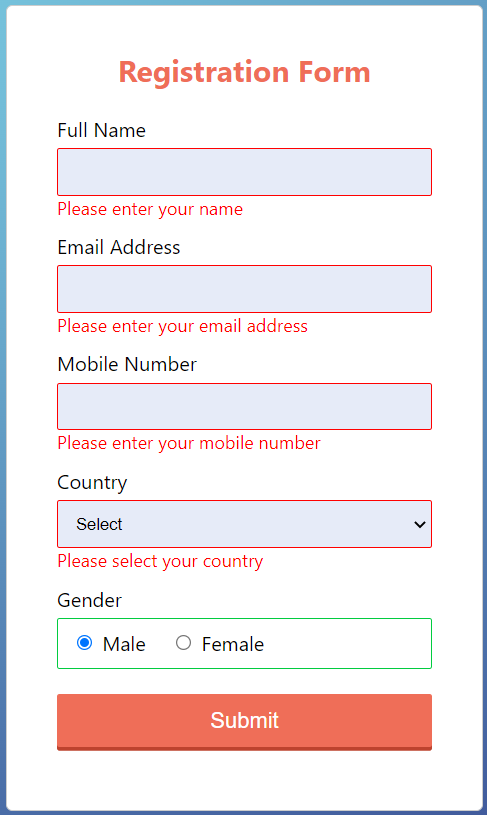 Registration Form
Full Name
Please enter your name
Email Address
Please enter your email address
Mobile Number
Please enter your mobile number
Country
Select
Please select your country
Gender
Male Female
Submit